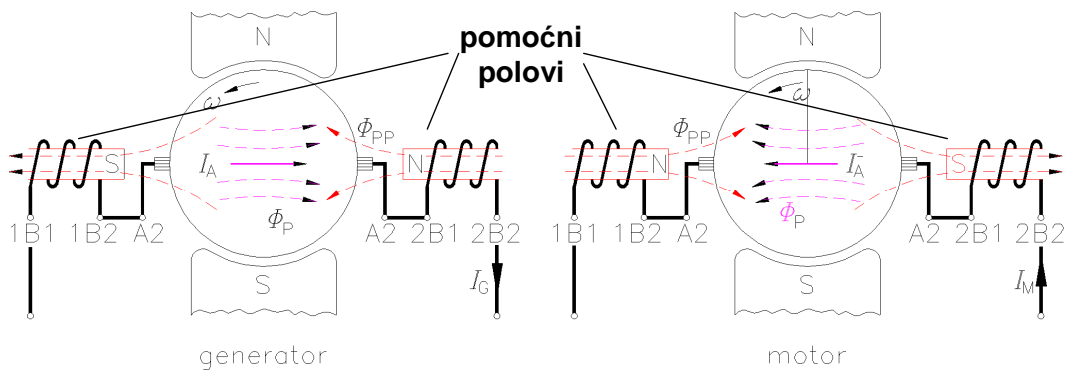 N
pomoćni
polovi
N
ω
Φ_PP
S
I_A
N
Φ_P
1B1 1B2 A2
A2 2B1 2B2
S
I_G
generator
ω
Φ_PP
N
I_A̅
S
Φ_P
1B1 1B2 A2
A2 2B1 2B2
S
I_M
motor